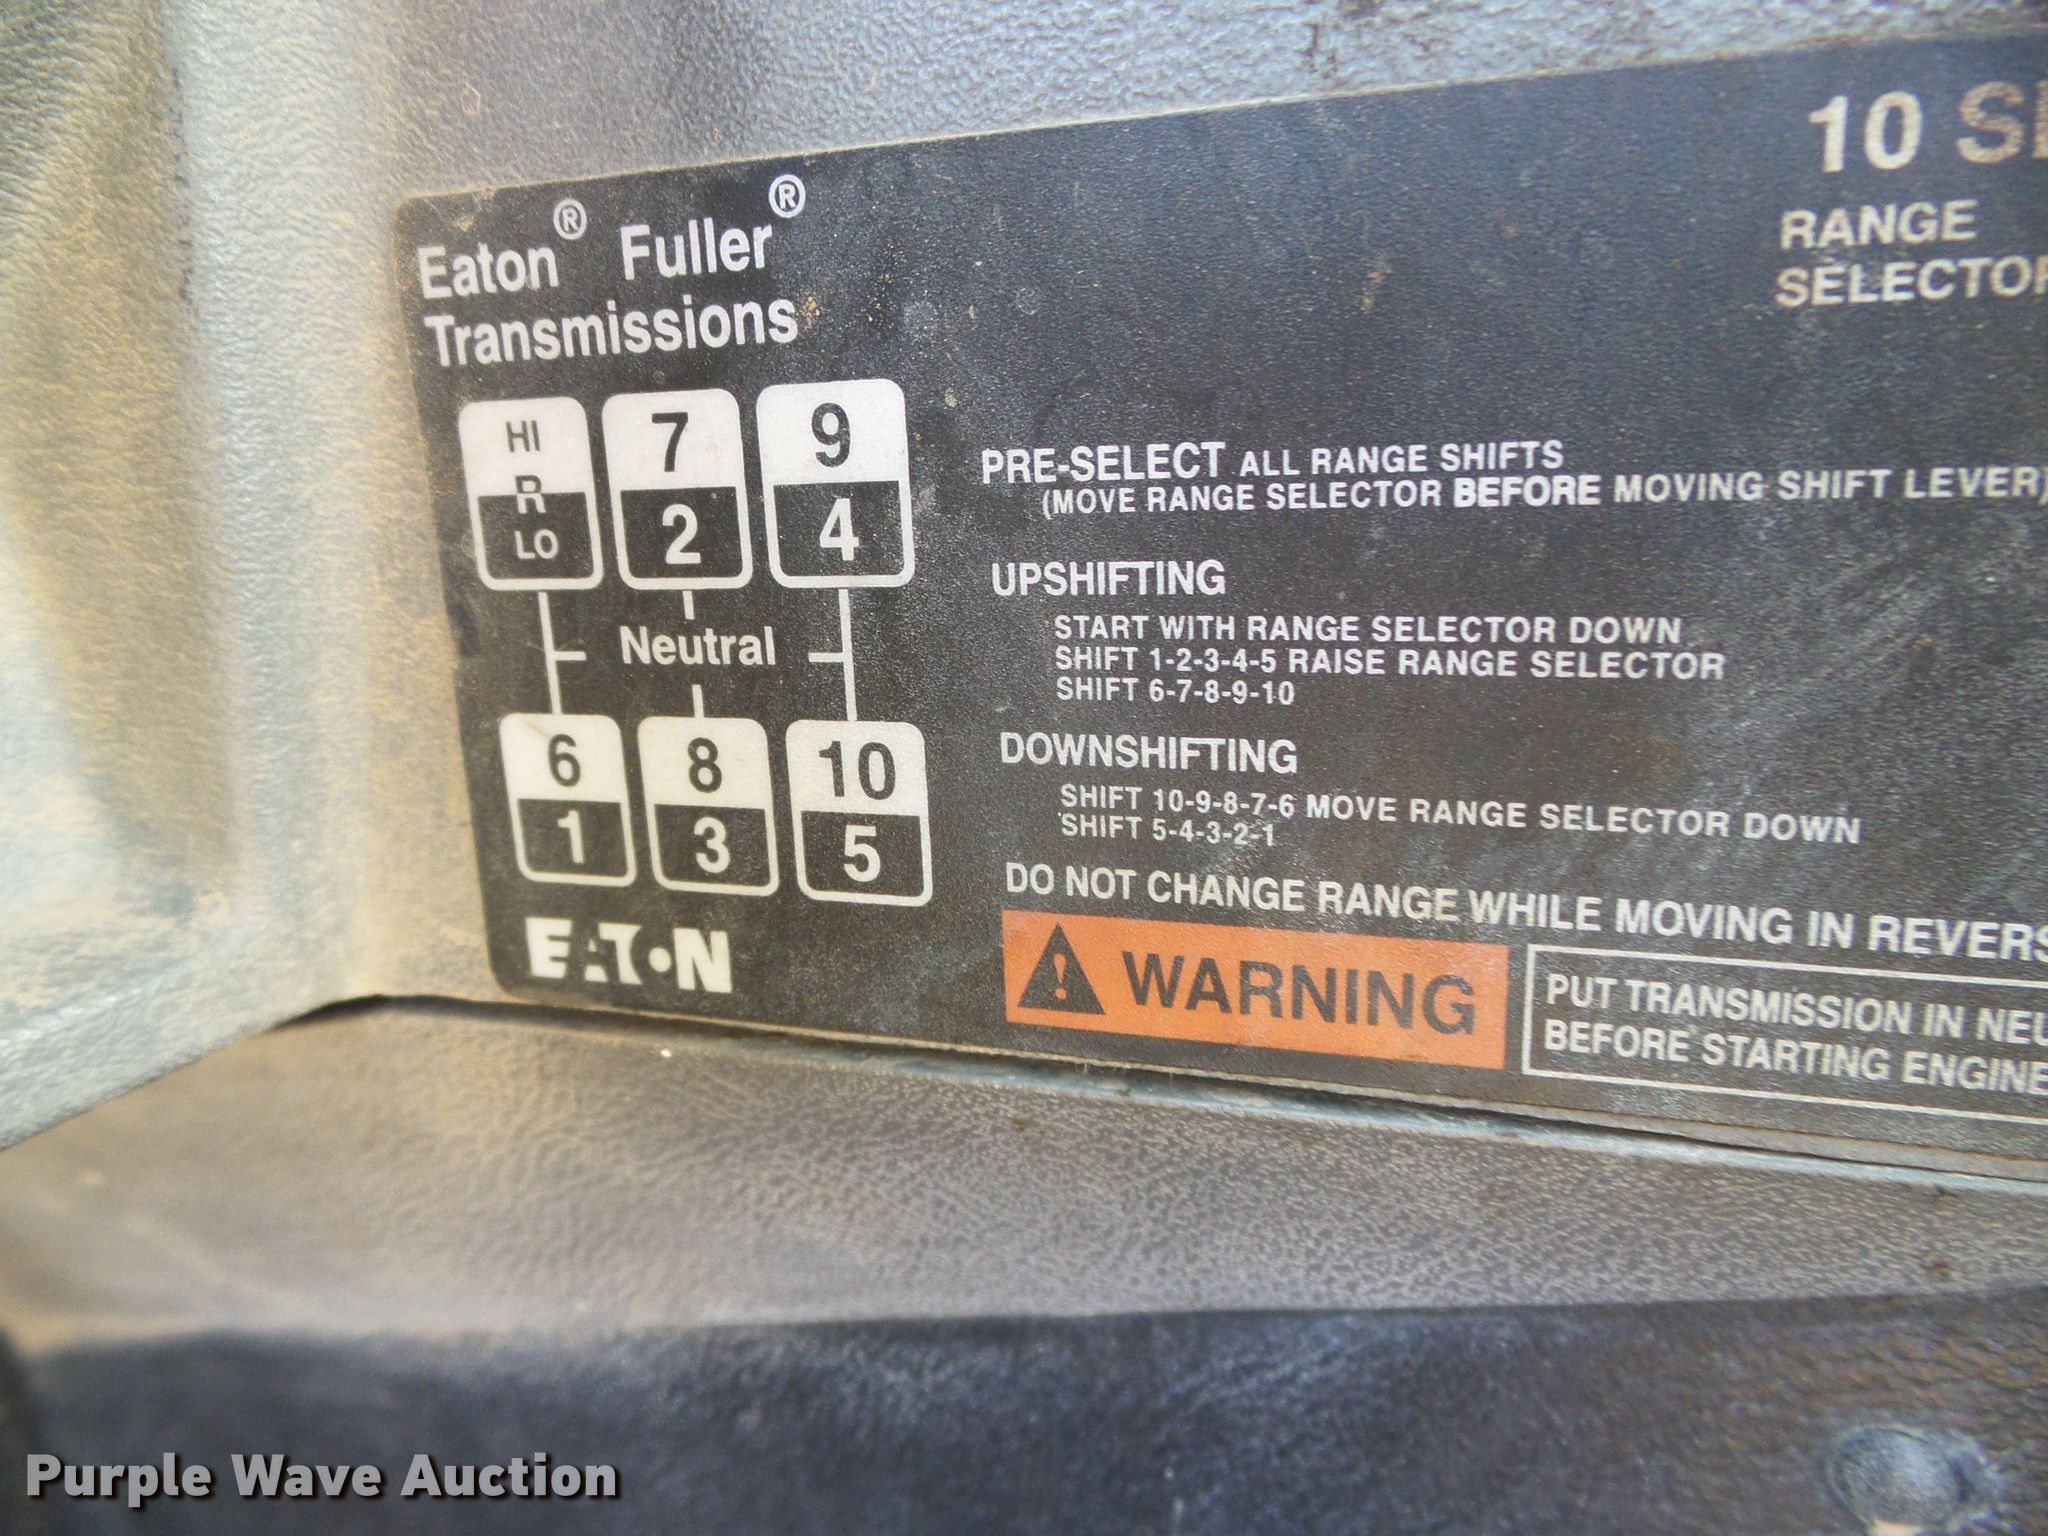 Eaton® Fuller®
Transmissions
HI
R
LO
7
2
9
4
Neutral
6
1
8
3
10
5
EATON
10
RANGE
PRE-SELECT ALL RANGE SHIFTS
(MOVE RANGE SELECTOR BEFORE MOVING SHIFT LEVER)
UPSHIFTING
START WITH RANGE SELECTOR DOWN
SHIFT 1-2-3-4-5 RAISE RANGE SELECTOR
SHIFT 6-7-8-9-10
DOWNSHIFTING
SHIFT 10-9-8-7-6 MOVE RANGE SELECTOR DOWN
SHIFT 5-4-3-2-1
DO NOT CHANGE RANGE WHILE MOVING IN
WARNING
PUT TRANSMISSION IN
BEFORE STARTING ENGINE
Purple Wave Auction